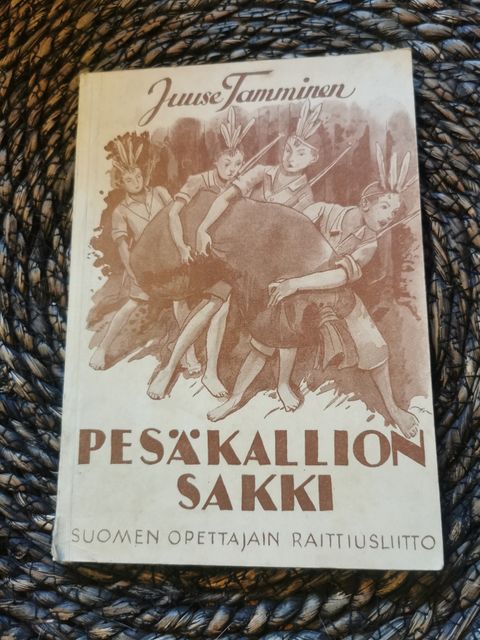 Juuse Tamminen
PESÄKALLION
SAKKI
SUOMEN OPETTAJAIN RAITTIUSLIITTO